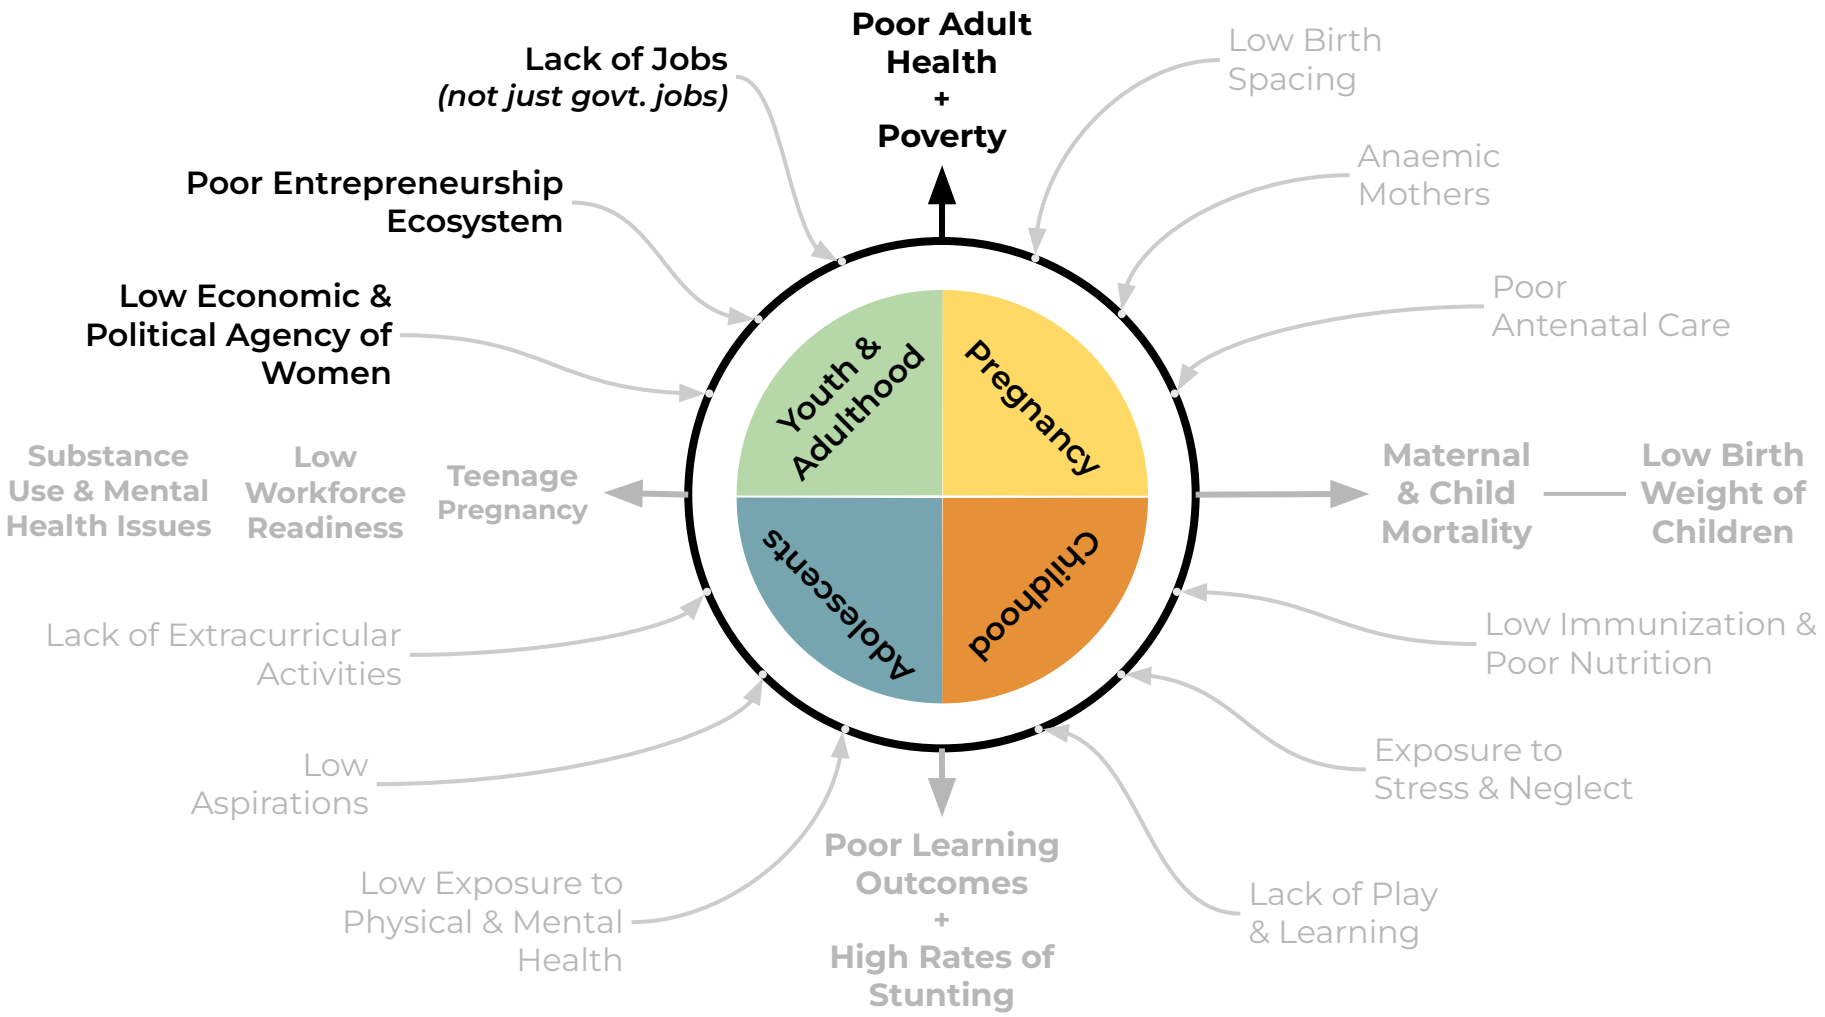 Poor Adult
Health
+
Poverty
Low Birth
Spacing
Anaemic
Mothers
Poor
Antenatal Care
Maternal
& Child
Mortality
Low Birth
Weight of
Children
Low Immunization &
Poor Nutrition
Exposure to
Stress & Neglect
Lack of Play
& Learning
Poor Learning
Outcomes
+
High Rates of
Stunting
Low Exposure to
Physical & Mental
Health
Low
Aspirations
Lack of Extracurricular
Activities
Teenage
Pregnancy
Low
Workforce
Readiness
Substance
Use & Mental
Health Issues
Low Economic &
Political Agency of
Women
Poor Entrepreneurship
Ecosystem
Lack of Jobs
(not just govt. jobs)
Youth &
Adulthood
Pregnancy
Childhood
Adolescents